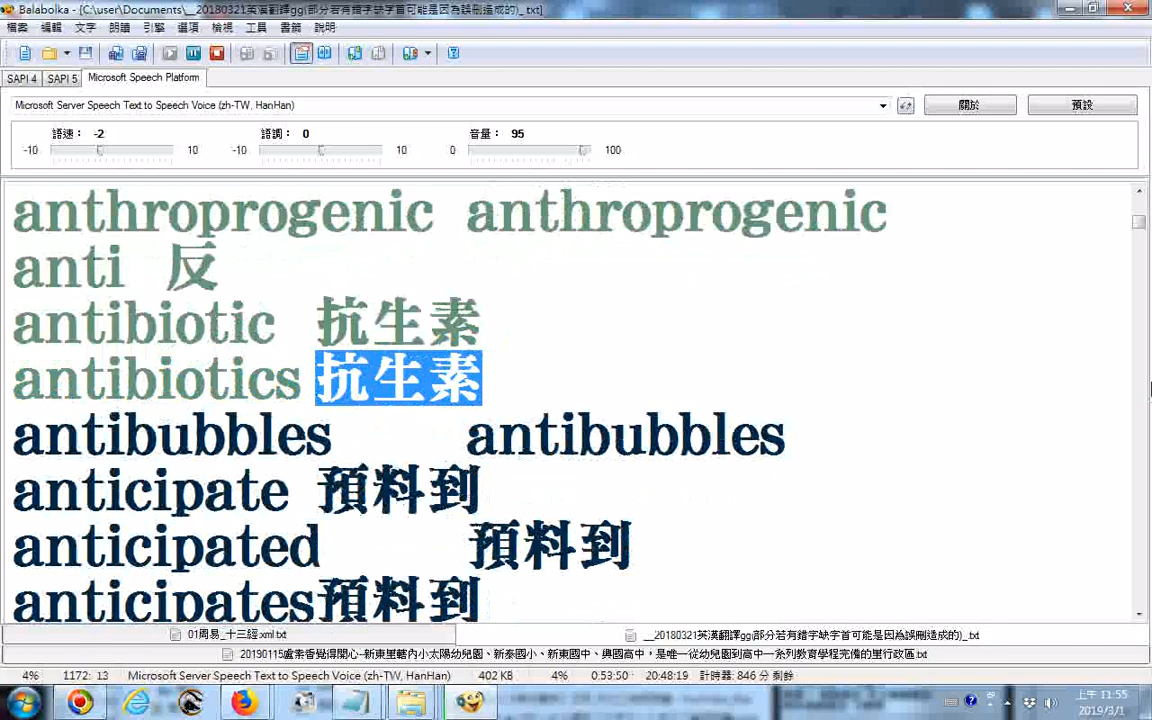 Balabolka - [C:\user\Documents\__20180321英漢翻譯gg(部分若有錯字缺字首可能是因為誤刪造成的)_.txt]
檔案 編輯 文字 朗讀 引擎 選項 檢視 工具 書籤 說明
SAPI 4 SAPI 5 Microsoft Speech Platform
Microsoft Server Speech Text to Speech Voice (zh-TW, HanHan) 關於 預設
語速： -2 語調： 0 音量： 95
-10 10 -10 10 0 100
anthroprogenic anthroprogenic
anti 反
antibiotic 抗生素
antibiotics 抗生素
antibubbles antibubbles
anticipate 預料到
anticipated 預料到
anticipates預料到
01周易_十三經.xml.txt __20180321英漢翻譯gg(部分若有錯字缺字首可能是因為誤刪造成的)_.txt
20190115盧素香覺得開心-新東里轄內小太陽幼兒園、新泰國小、新東國中、興國高中，是唯一從幼兒園到高中一系列教育學程完備的里行政區.txt
4% 1172: 13 Microsoft Server Speech Text to Speech Voice (zh-TW, HanHan) 402 KB 4% 0:53:50 20:48:19 計時器: 846 分 剩餘
上午 11:55
2019/3/1